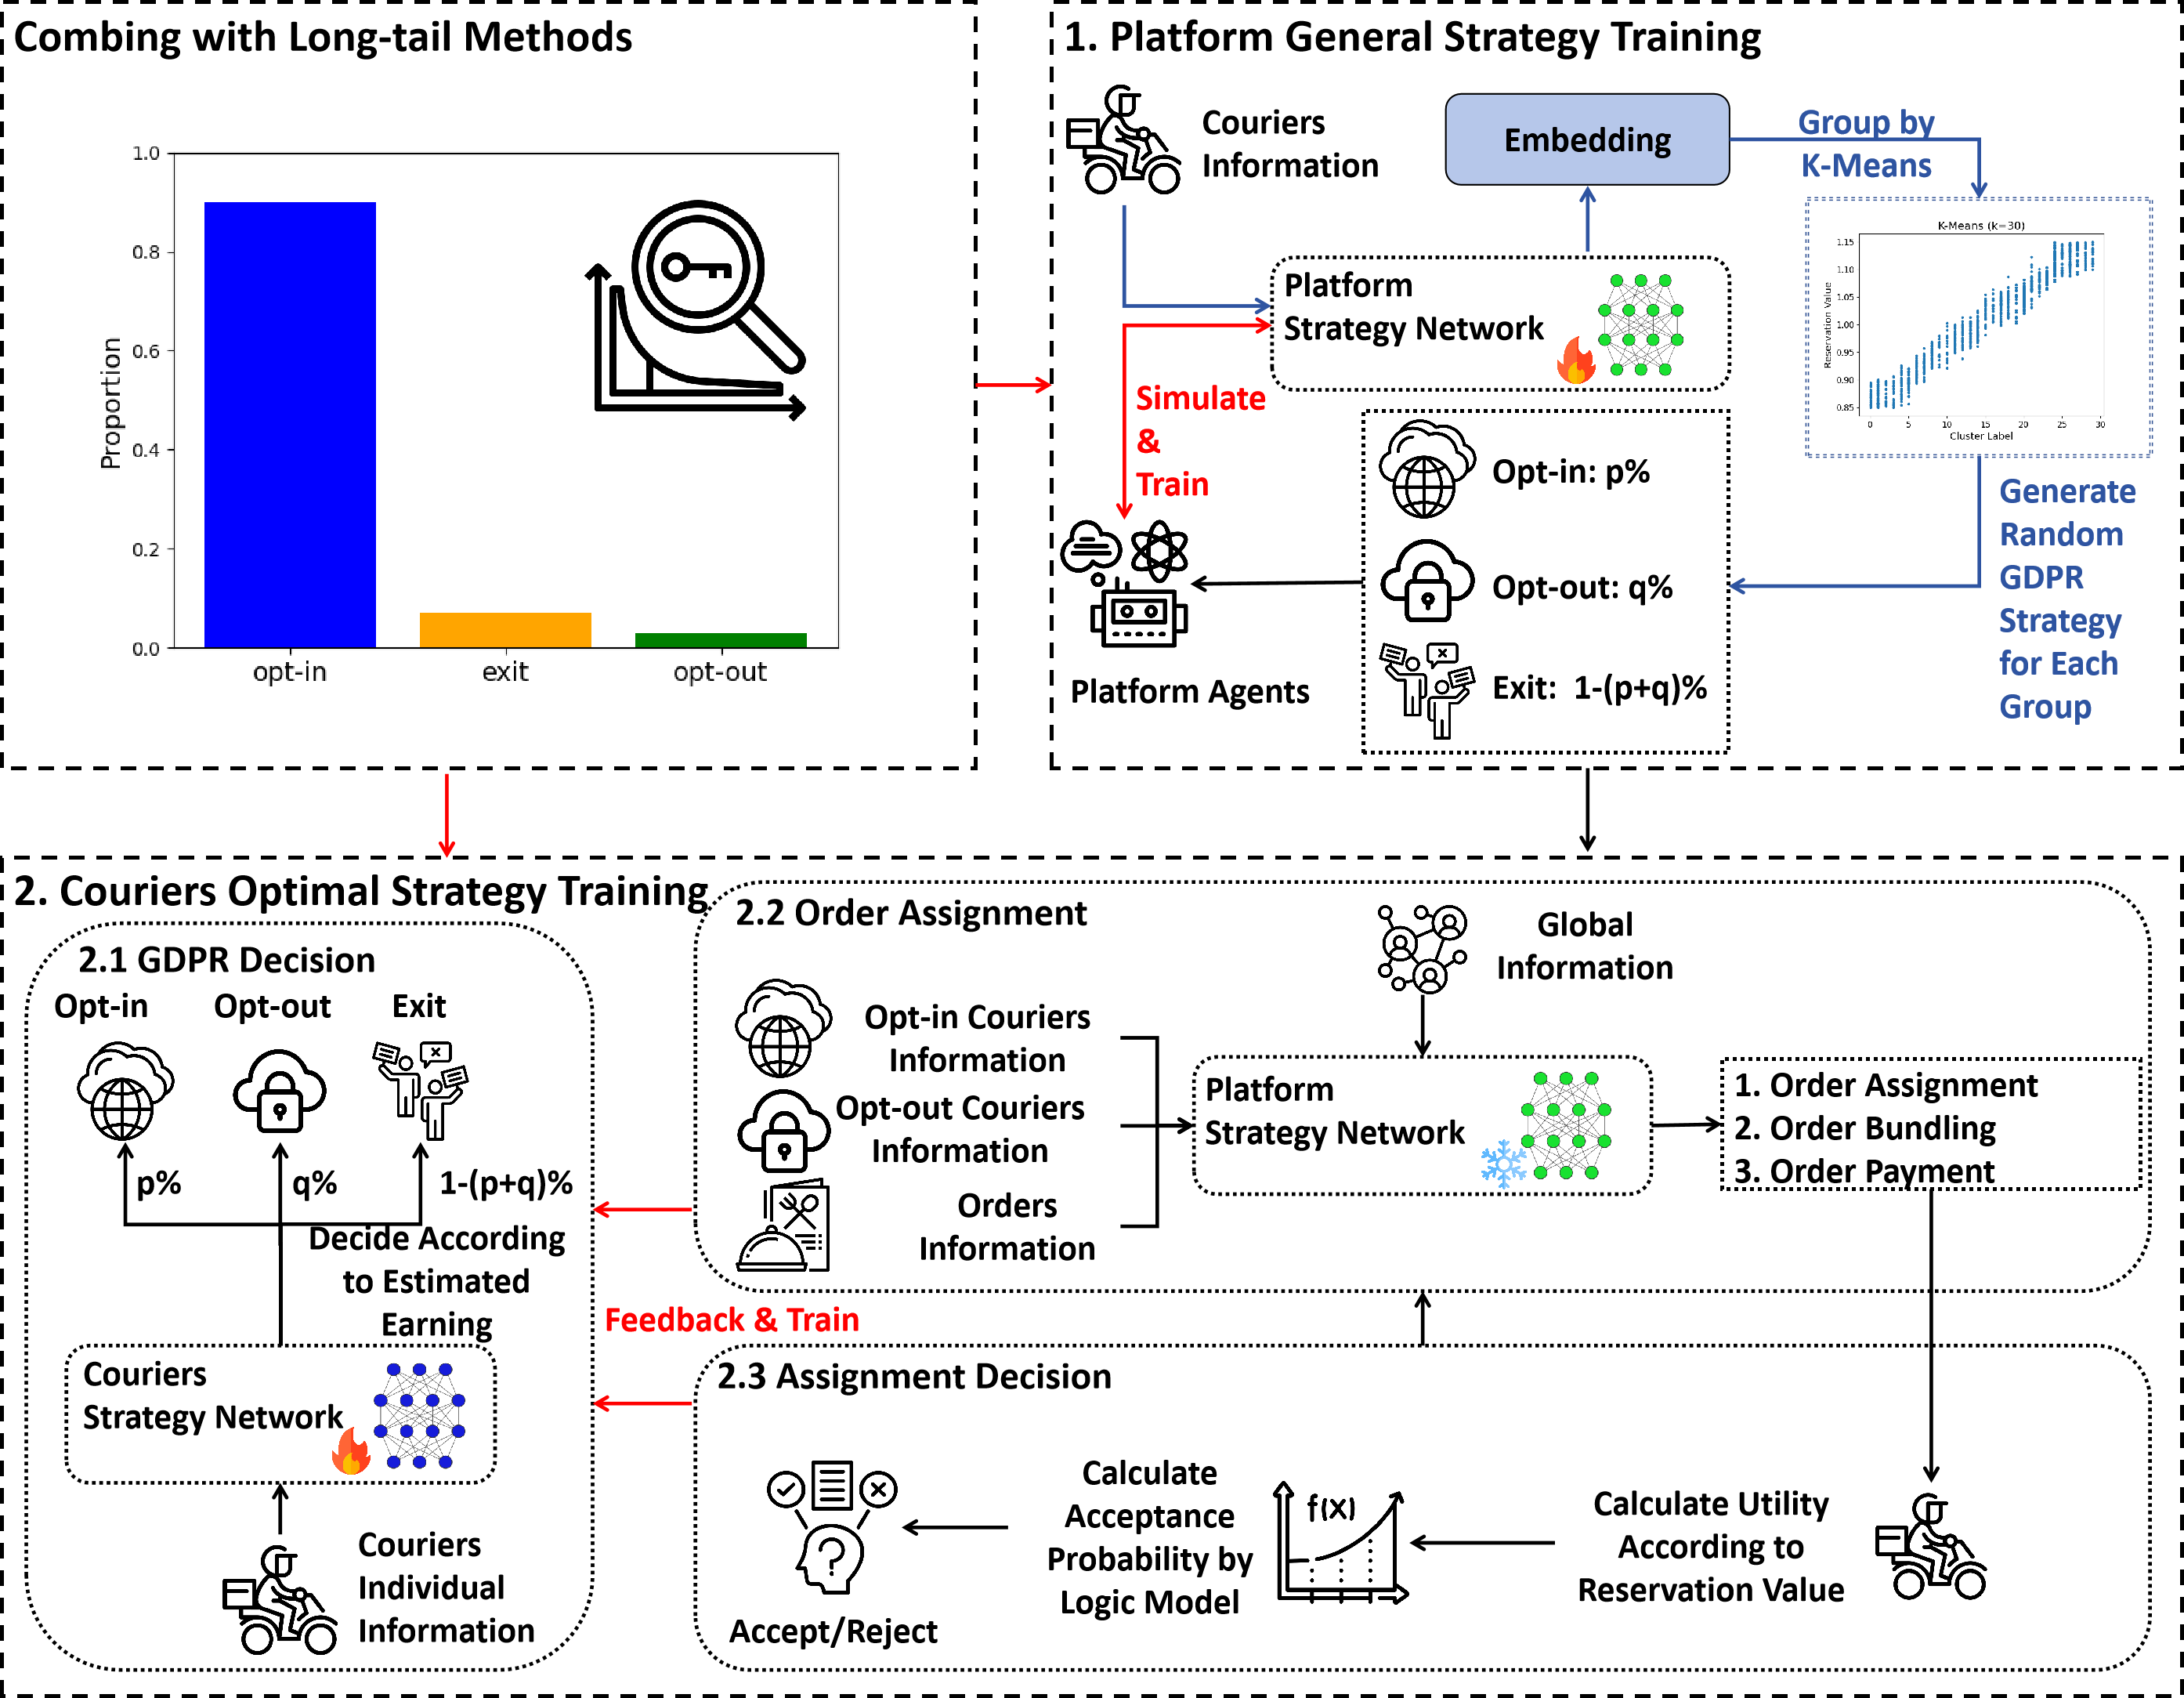 Combing with Long-tail Methods
1.0
0.8
0.6
0.4
0.2
0.0
Proportion
opt-in
exit
opt-out
1. Platform General Strategy Training
Couriers
Information
Embedding
Group by
K-Means
Platform
Strategy Network
K-Means (k=30)
1.15
1.10
1.05
1.00
0.95
0.90
0.85
Reservation Value
0
5
10
15
20
25
30
Cluster Label
Simulate
&
Train
Opt-in: p%
Opt-out: q%
Exit: 1-(p+q)%
Platform Agents
Generate
Random
GDPR
Strategy
for Each
Group
2. Couriers Optimal Strategy Training
2.1 GDPR Decision
Opt-in
Opt-out
Exit
p%
q%
1-(p+q)%
Decide According
to Estimated
Earning
Couriers
Strategy Network
Couriers
Individual
Information
2.2 Order Assignment
Global
Information
Opt-in Couriers
Information
Opt-out Couriers
Information
Orders
Information
Platform
Strategy Network
1. Order Assignment
2. Order Bundling
3. Order Payment
Feedback & Train
2.3 Assignment Decision
Accept/Reject
Calculate
Acceptance
Probability by
Logic Model
f(X)
Calculate Utility
According to
Reservation Value